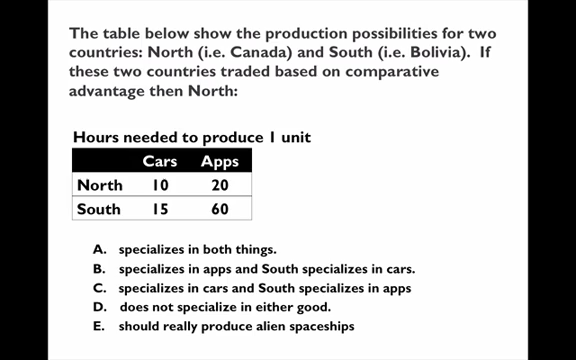 The table below show the production possibilities for two
countries: North (i.e. Canada) and South (i.e. Bolivia). If
these two countries traded based on comparative
advantage then North:
Hours needed to produce 1 unit
Cars Apps
North 10 20
South 15 60
A. specializes in both things.
B. specializes in apps and South specializes in cars.
C. specializes in cars and South specializes in apps
D. does not specialize in either good.
E. should really produce alien spaceships